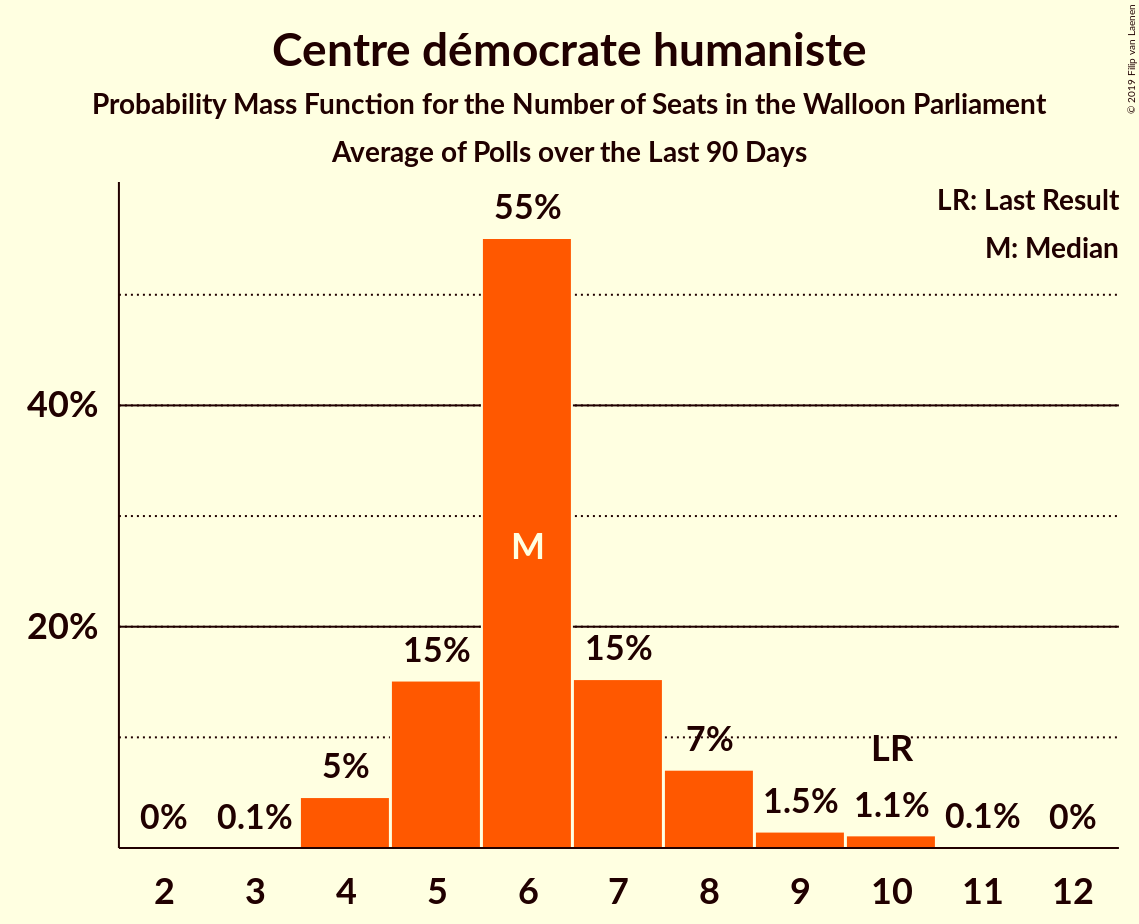 Centre démocrate humaniste
Probability Mass Function for the Number of Seats in the Walloon Parliament
Average of Polls over the Last 90 Days
© 2019 Filip van Laenen
LR: Last Result
M: Median
55%
40%
M
20%
15%
15%
7%
LR
5%
1.5%
1.1%
0%
0.1%
0.1%
0%
2 3 4 5 6 7 8 9 10 11 12